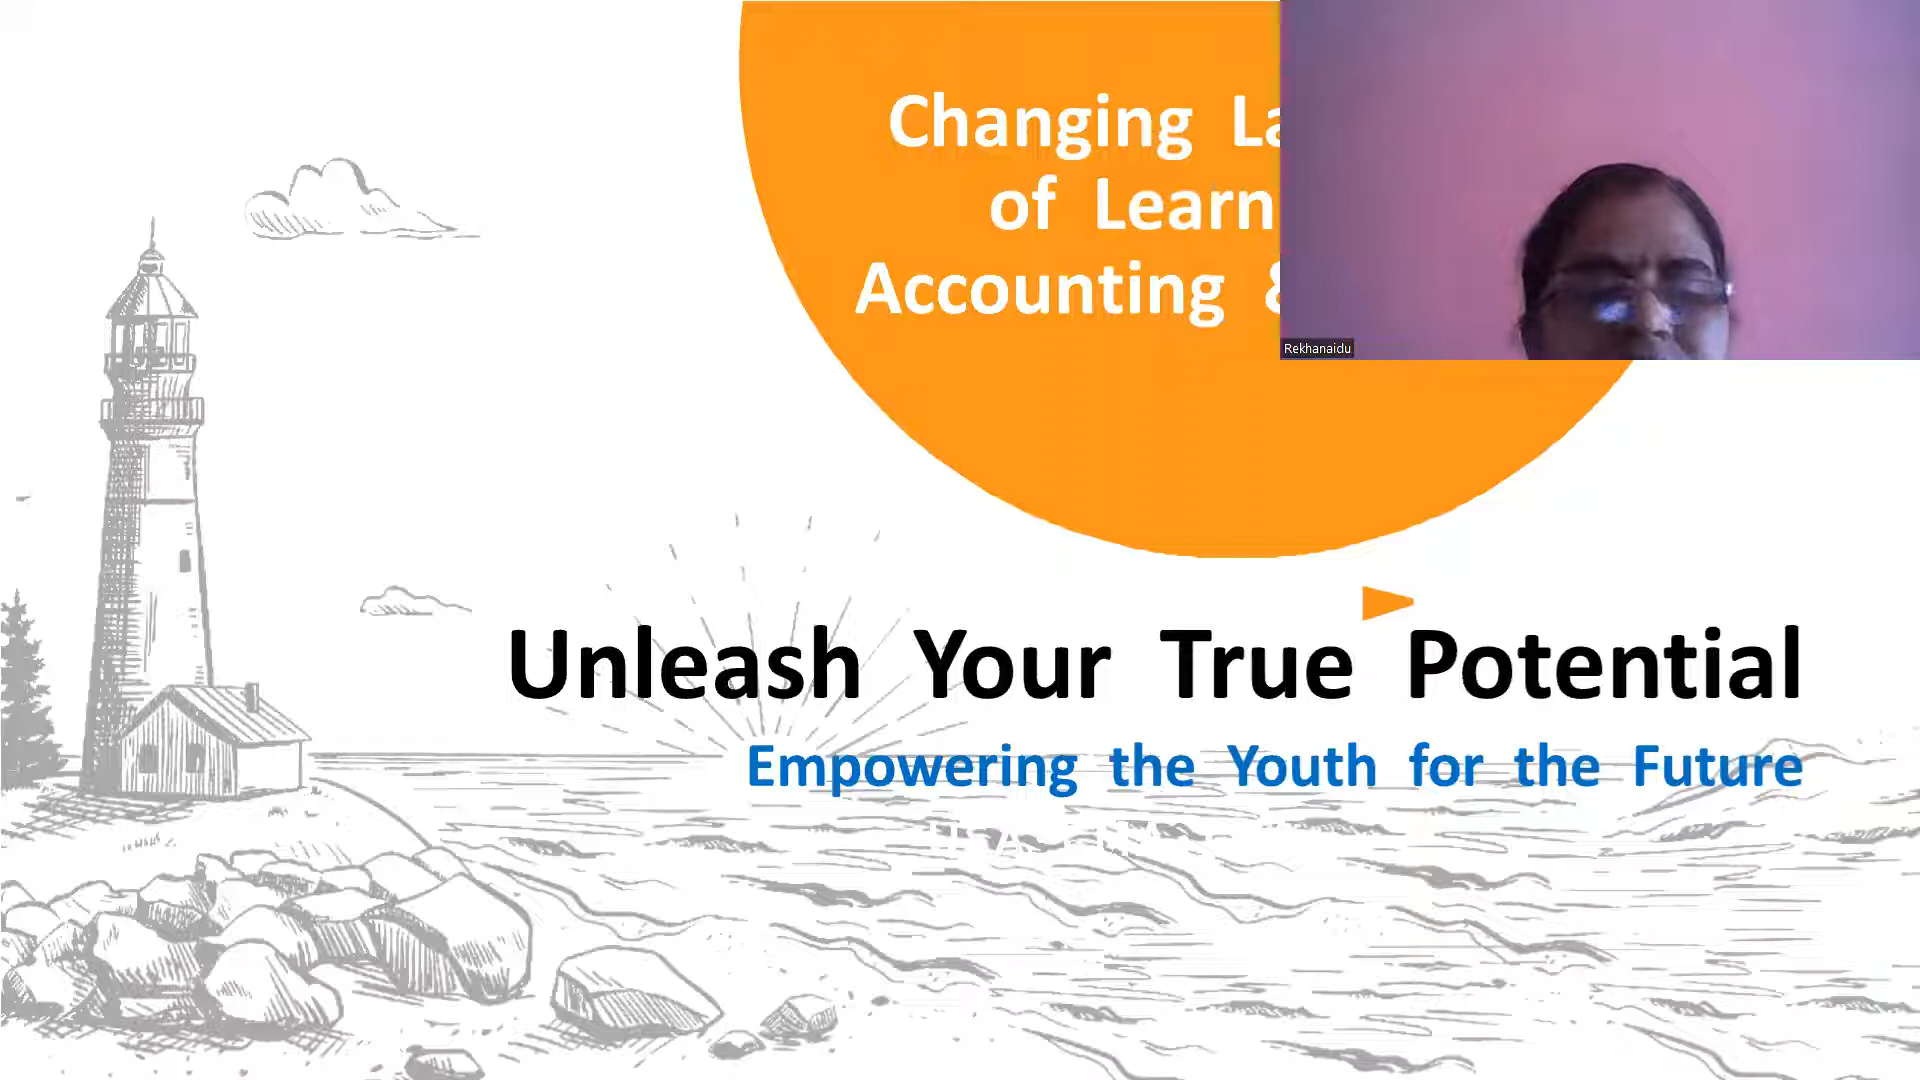 Changing La
of Learn
Accounting &
Rekhanaidu
Unleash Your True Potential
Empowering the Youth for the Future